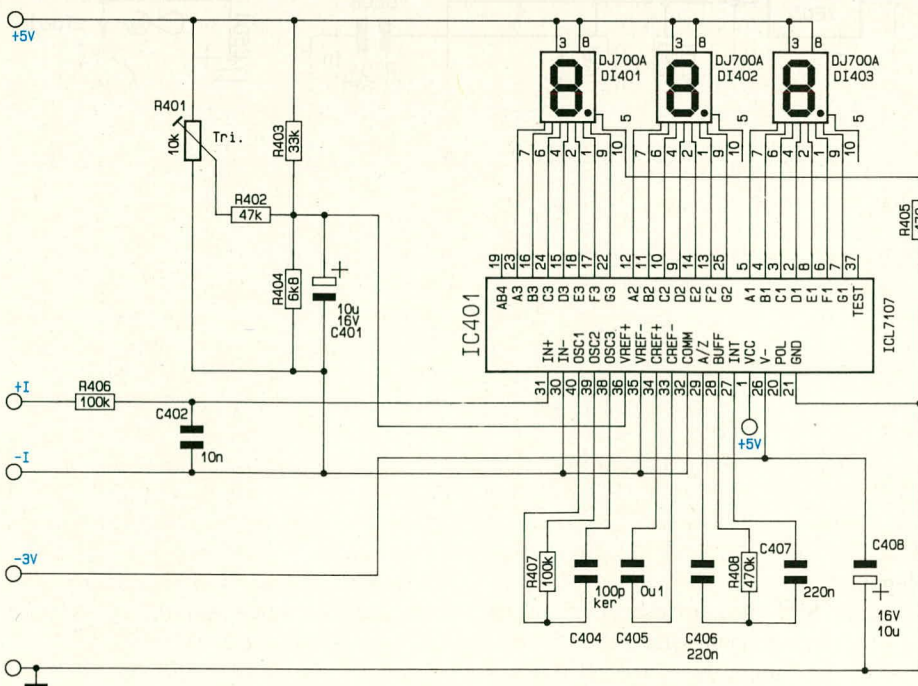 +5V
3 8
DJ700A
DI401
3 8
DJ700A
DI402
3 8
DJ700A
DI403
R401
10k
Tri.
R403
33k
7 6 4 2 1 9 10 5
7 6 4 2 1 9 10 5
7 6 4 2 1 9 10 5
R402
47k
R405
R404
6k8
10u
16V
C401
19 23 16 24 15 18 17 22 12 11 10 9 14 13 25 5 4 3 2 8 6 7 37
AB4 A3 B3 C3 D3 E3 F3 G3 A2 B2 C2 D2 E2 F2 G2 A1 B1 C1 D1 E1 F1 G1 TEST
IC401
ICL7107
IN+ IN- OSC1 OSC2 OSC3 VREF+ VREF- CREF+ CREF- COMM A/Z BUFF INT VCC V- POL GND
31 30 40 39 38 36 35 34 33 32 29 28 27 1 26 20 21
+I
R406
100k
C402
10n
+5V
-I
-3V
R407
100k
100p
ker
C404
0u1
C405
C406
220n
R408
470k
C407
220n
C408
16V
10u